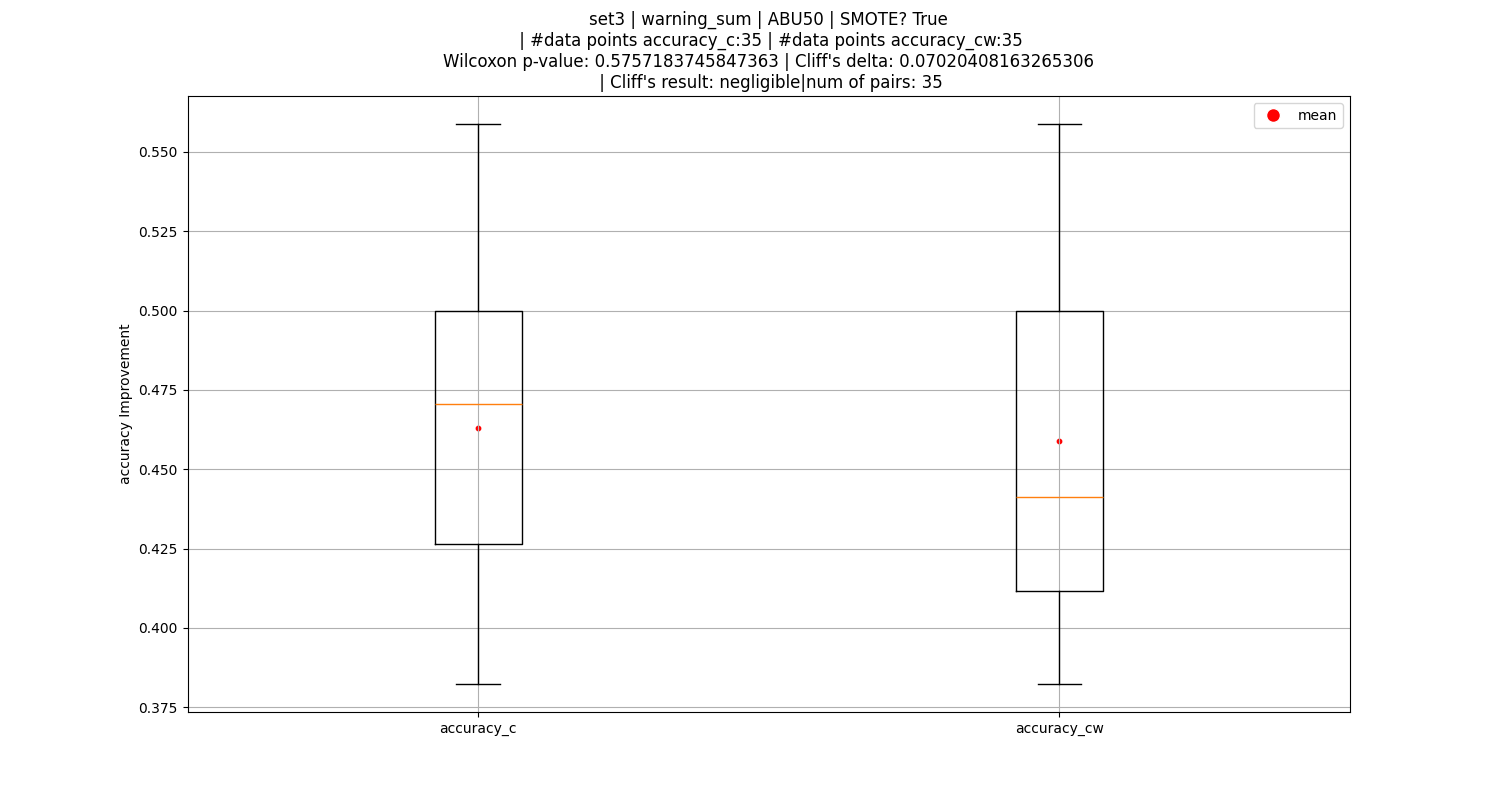 set3 | warning_sum | ABU50 | SMOTE? True
| #data points accuracy_c:35 | #data points accuracy_cw:35
Wilcoxon p-value: 0.5757183745847363 | Cliff's delta: 0.07020408163265306
| Cliff's result: negligible|num of pairs: 35
mean
0.550
0.525
0.500
0.475
0.450
0.425
0.400
0.375
accuracy Improvement
accuracy_c
accuracy_cw